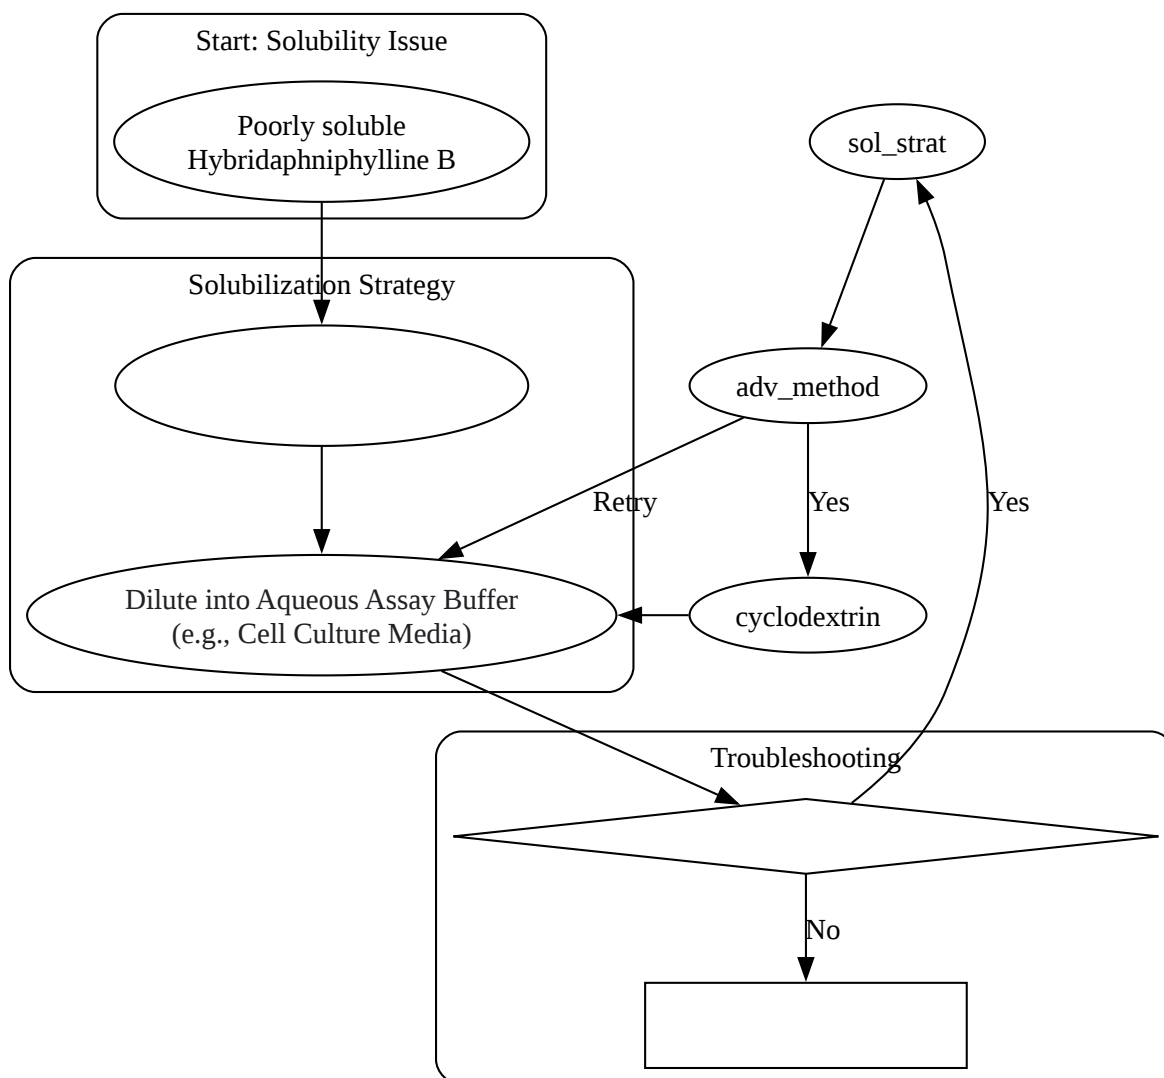 Start: Solubility Issue
Poorly soluble
Hybridaphniphylline B
sol_strat
Solubilization Strategy
adv_method
Retry
Yes
Yes
Dilute into Aqueous Assay Buffer
(e.g., Cell Culture Media)
cyclodextrin
Troubleshooting
No